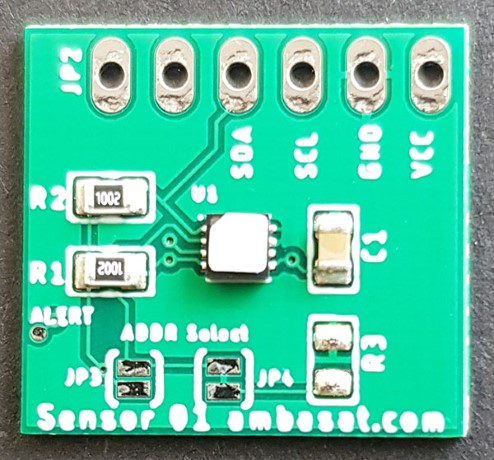 JP2
SDA SCL GND VCC
R2 1002 U1
R1 1002 C1
ALERT
ADDR Select
R3
JP3 JP4
Sensor 01 ambasat.com